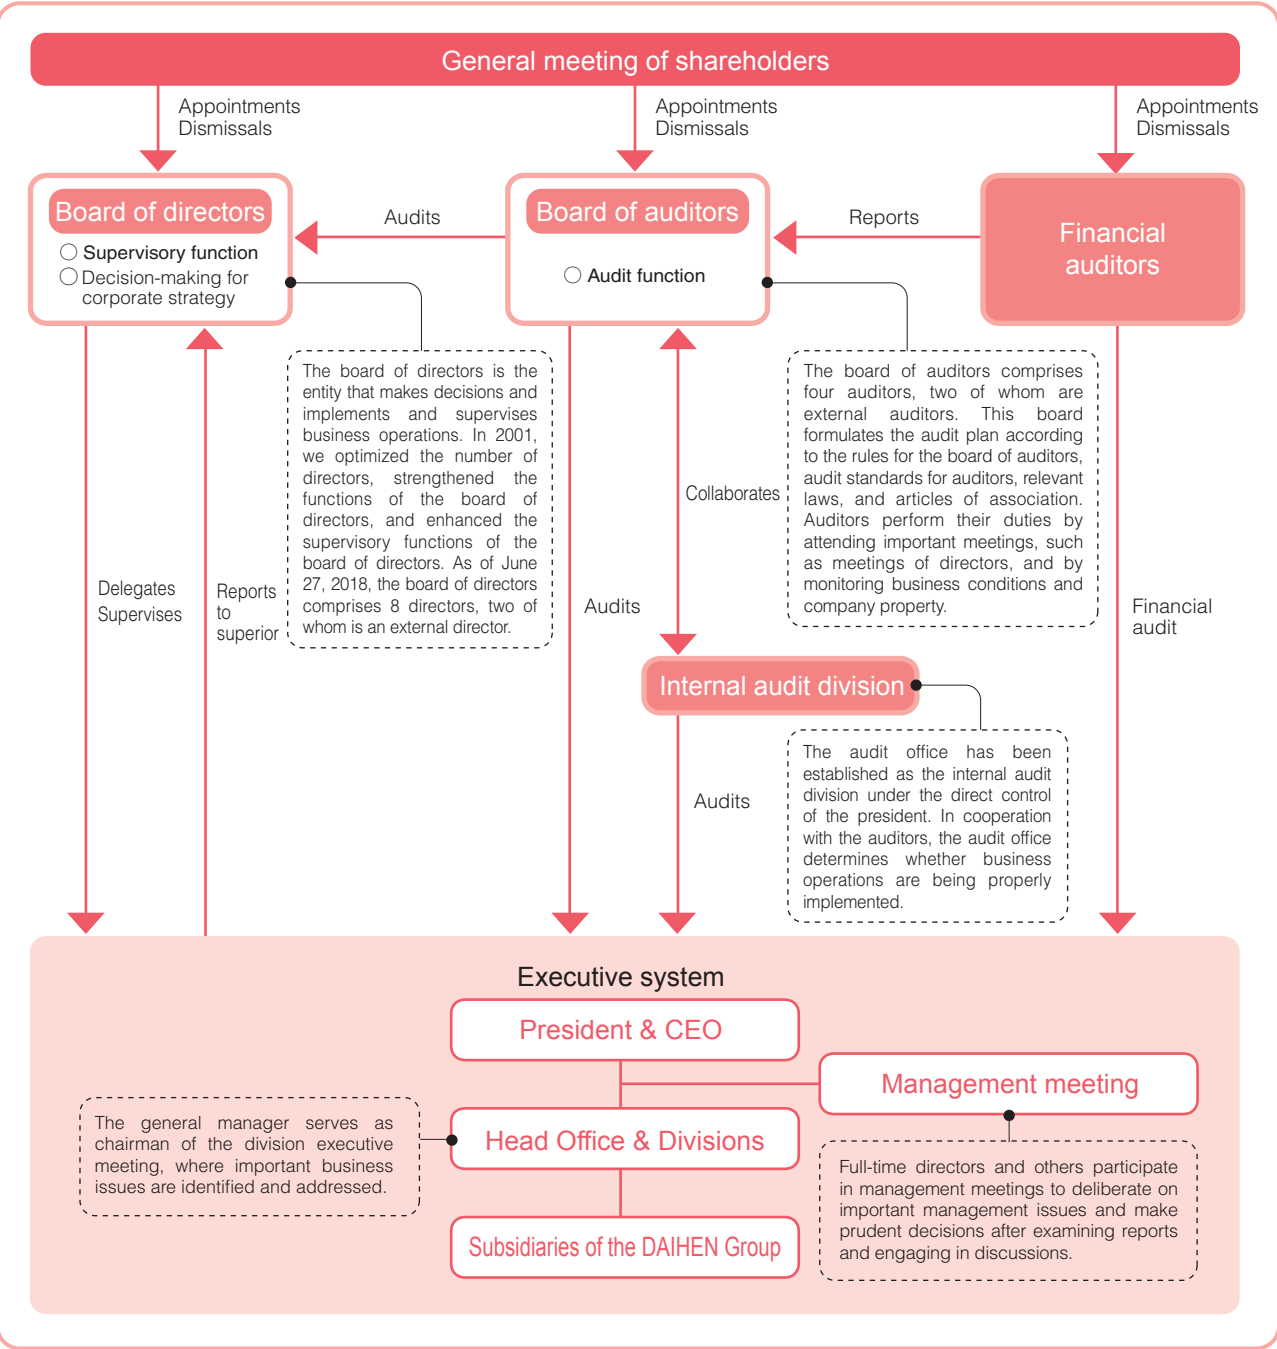 General meeting of shareholders
Appointments
Dismissals
Appointments
Dismissals
Appointments
Dismissals
Board of directors
○ Supervisory function
○ Decision-making for
corporate strategy
Audits
Board of auditors
○ Audit function
Reports
Financial
auditors
The board of directors is the
entity that makes decisions and
implements and supervises
business operations. In 2001,
we optimized the number of
directors, strengthened the
functions of the board of
directors, and enhanced the
supervisory functions of the
board of directors. As of June
27, 2018, the board of directors
comprises 8 directors, two of
whom is an external director.
The board of auditors comprises
four auditors, two of whom are
external auditors. This board
formulates the audit plan according
to the rules for the board of auditors,
audit standards for auditors, relevant
laws, and articles of association.
Auditors perform their duties by
attending important meetings, such
as meetings of directors, and by
monitoring business conditions and
company property.
Collaborates
Delegates
Supervises
Reports
to
superior
Audits
Financial
audit
Internal audit division
The audit office has been
established as the internal audit
division under the direct control
of the president. In cooperation
with the auditors, the audit office
determines whether business
operations are being properly
implemented.
Audits
Executive system
President & CEO
Management meeting
The general manager serves as
chairman of the division executive
meeting, where important business
issues are identified and addressed.
Head Office & Divisions
Full-time directors and others participate
in management meetings to deliberate on
important management issues and make
prudent decisions after examining reports
and engaging in discussions.
Subsidiaries of the DAIHEN Group